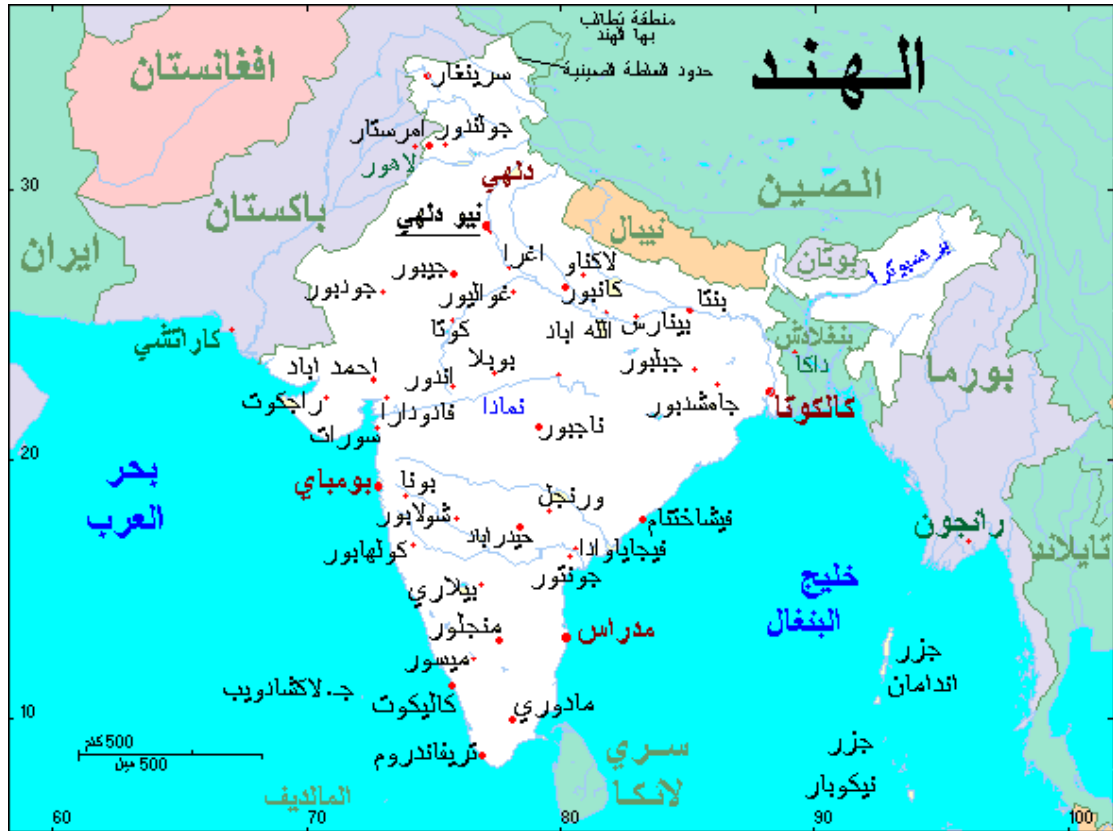 الهند
منطقة تطالب
بها الهند
حدود السلطة الصينية
افغانستان
سرينغار
جولندور
امرستار
لاهور
دلهي
الصين
30
باكستان
نيو دلهي
نيبال
ايران
بوتان
اغرا
لاكناو
جيبور
كانبور
جودبور
غواليور
بنتا
كوتا
الله اباد
بينارس
بنغلادش
كاراتشي
داكا
بورما
احمد اباد
اندور
بوبلا
جبلبور
راجكوت
فادودارا
نمادا
جامشدبور
كالكوتا
سورات
ناجبور
20
بحر
العرب
بومباي
بونا
ورنجل
شولابور
حيدراباد
فيشاختنام
كولهابور
فيجاياوادا
جونتور
رانجون
تايلاند
بيلاري
خليج
البنغال
منجلور
مدراس
ميسور
جزر
اندامان
جـ.لاكشادويب
كاليكوت
مادوري
10
500 كم
500 ميل
تريفاندروم
سري
لانكا
جزر
نيكوبار
المالديف
60
70
80
90
100